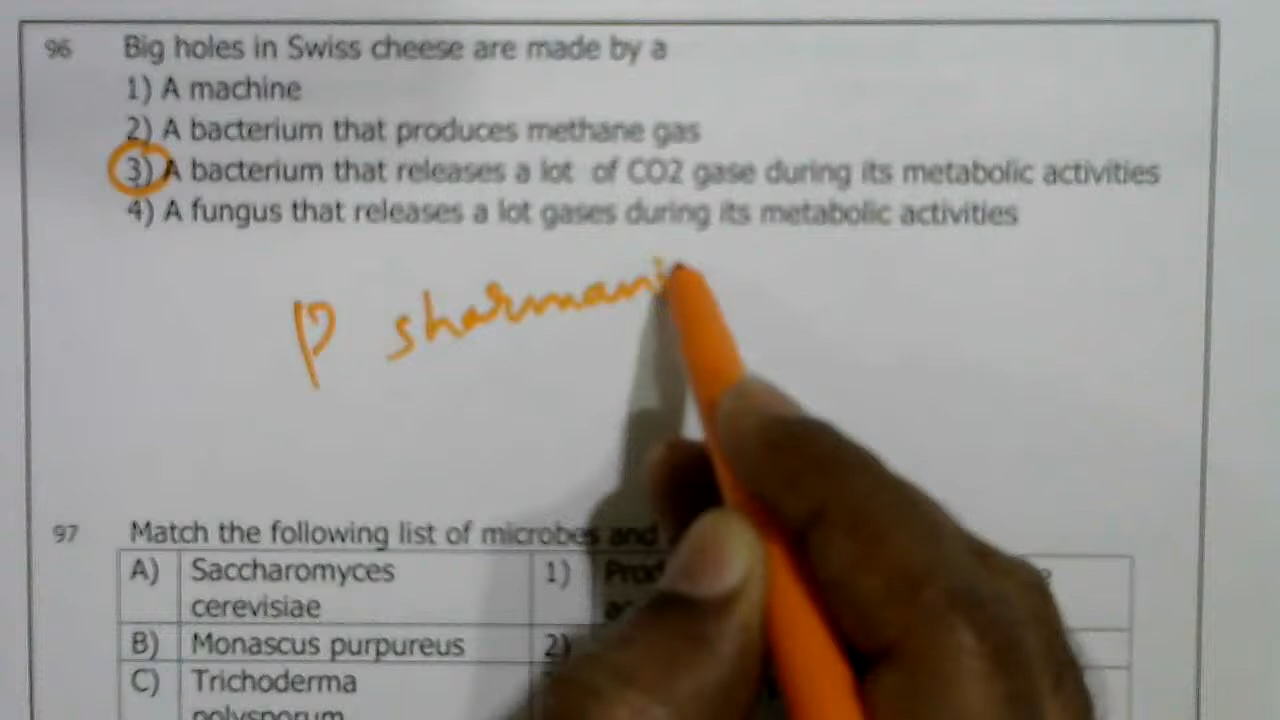 96 Big holes in Swiss cheese are made by a
1) A machine
2) A bacterium that produces methane gas
3) A bacterium that releases a lot of CO2 gase during its metabolic activities
4) A fungus that releases a lot gases during its metabolic activities
P sharmani
97 Match the following list of microbes and
A) Saccharomyces 1)
cerevisiae
B) Monascus purpureus 2)
C) Trichoderma
polysporum